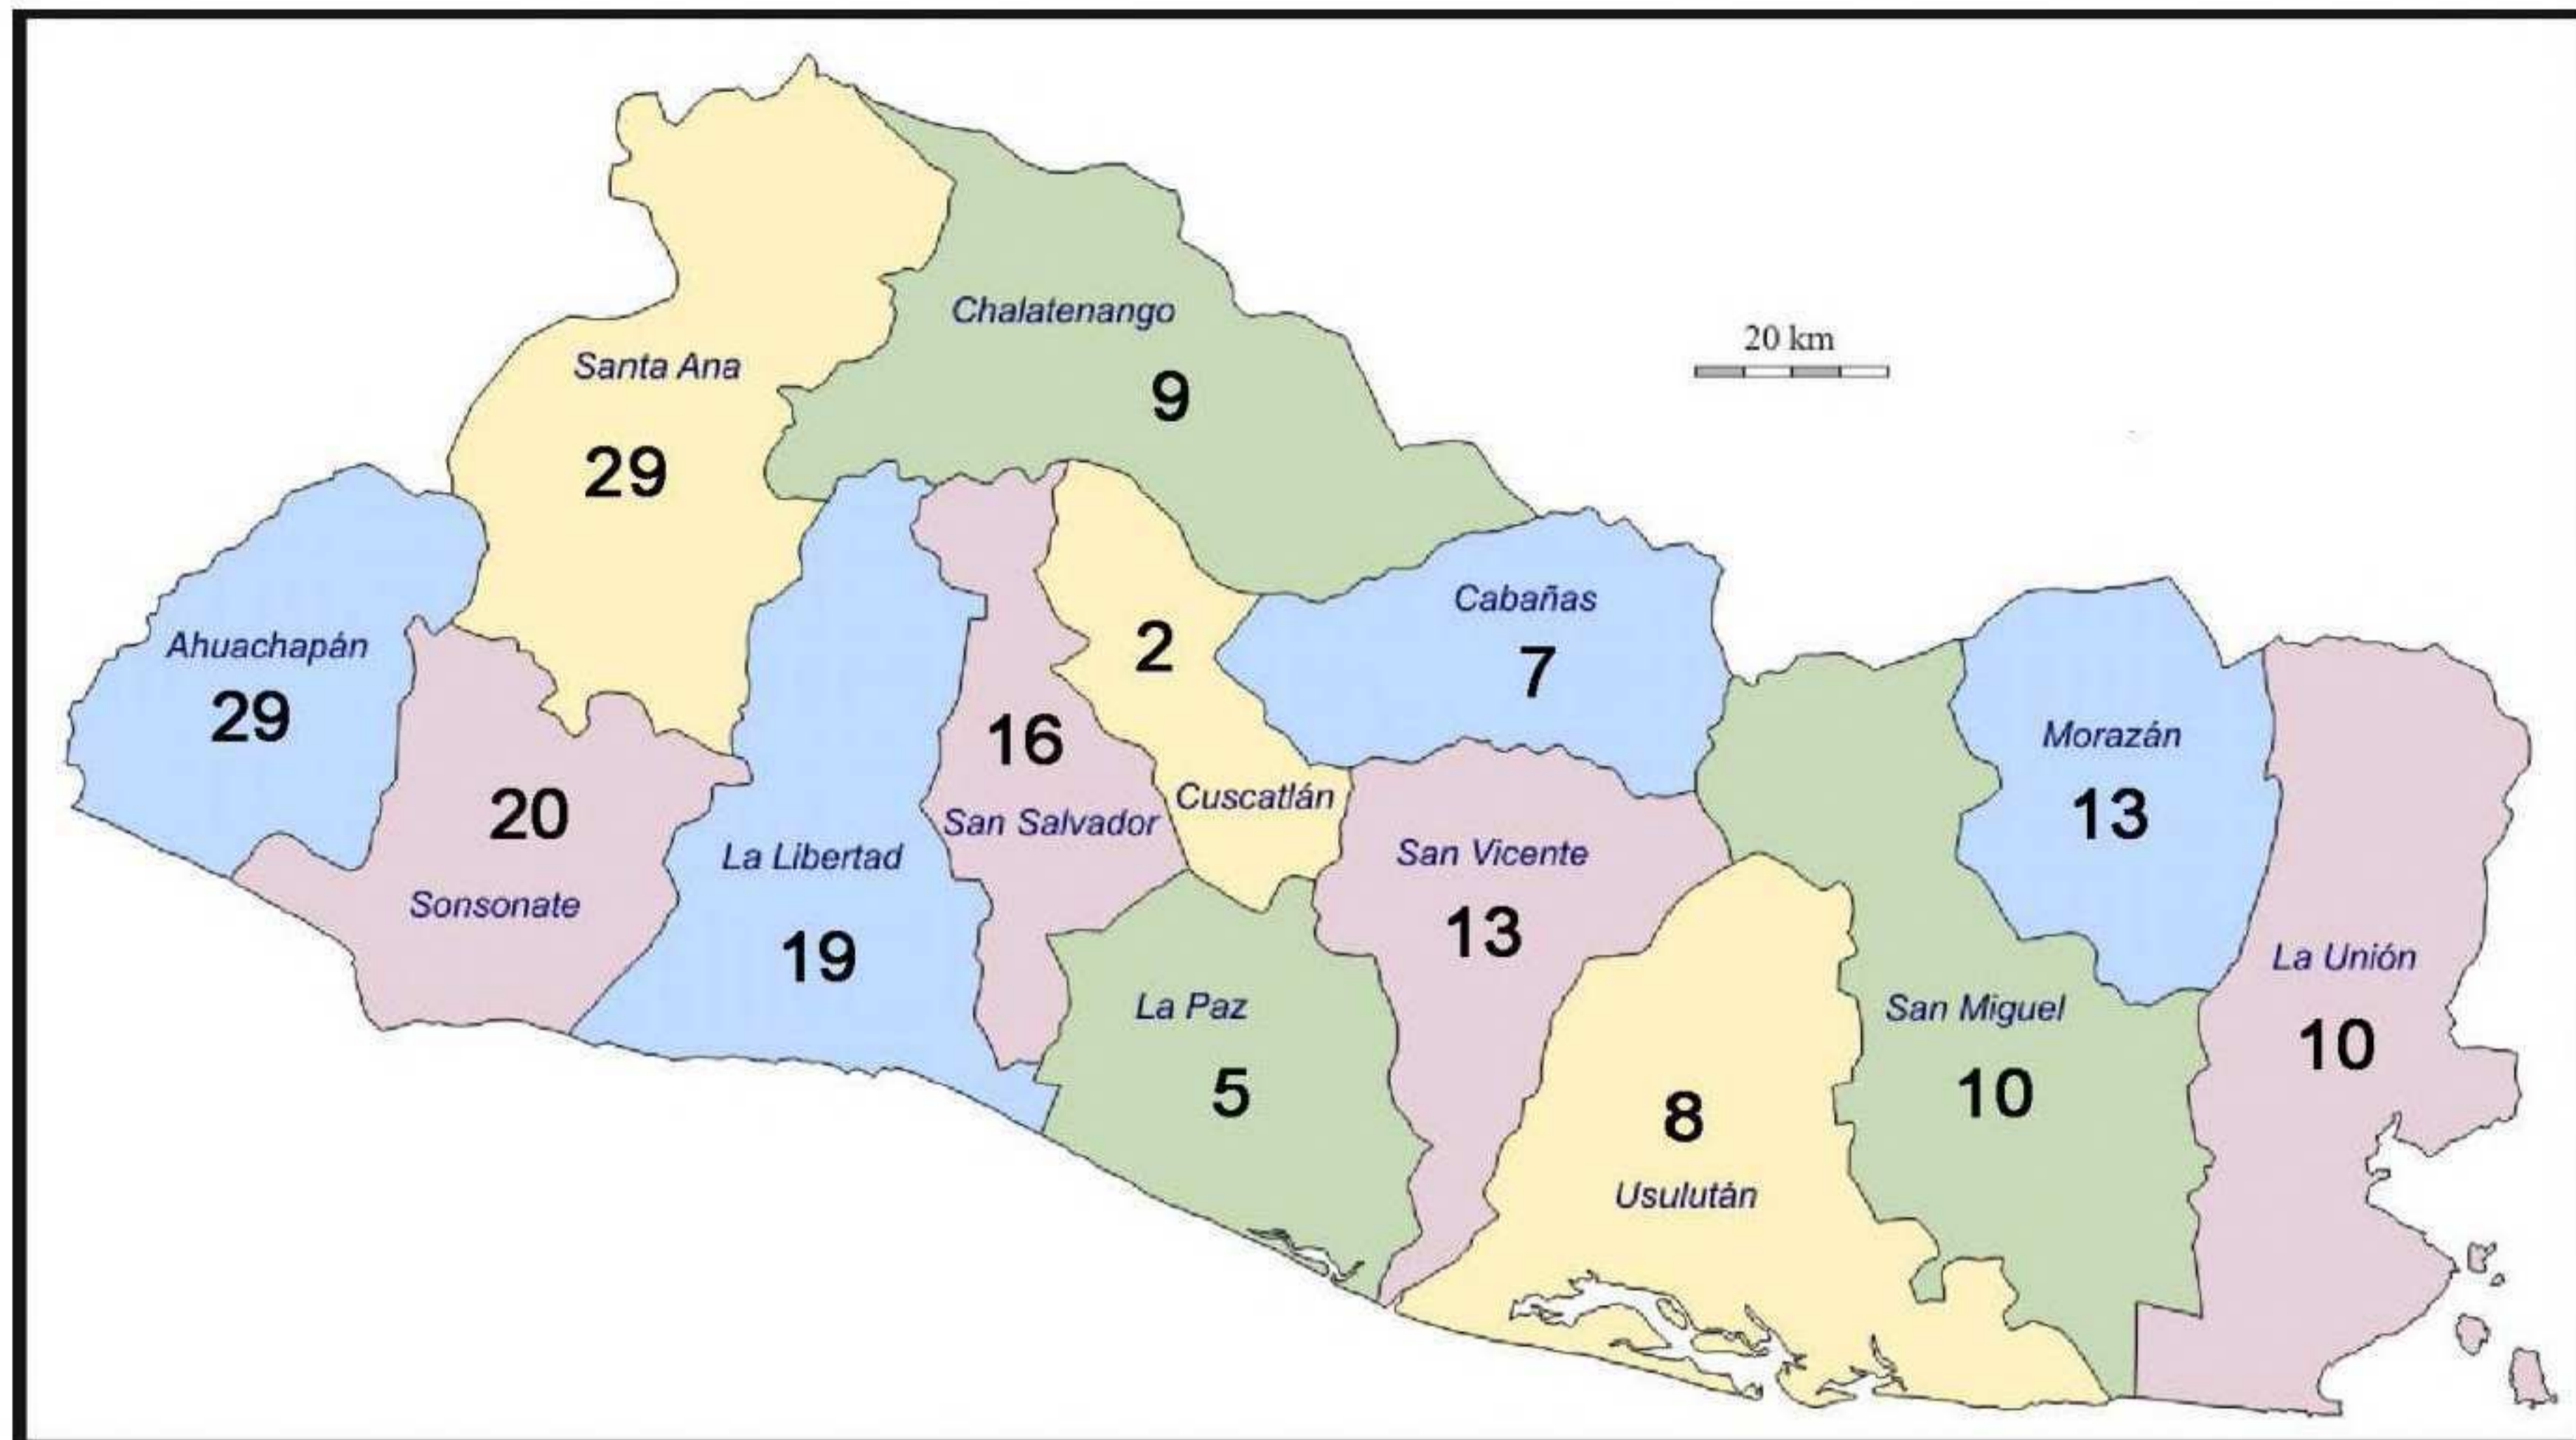 Chalatenango
9
20 km
Santa Ana
29
Cabañas
7
Ahuachapán
29
2
Cuscatlán
16
San Salvador
Morazán
13
20
Sonsonate
La Libertad
19
San Vicente
13
La Unión
10
La Paz
5
San Miguel
10
8
Usulután